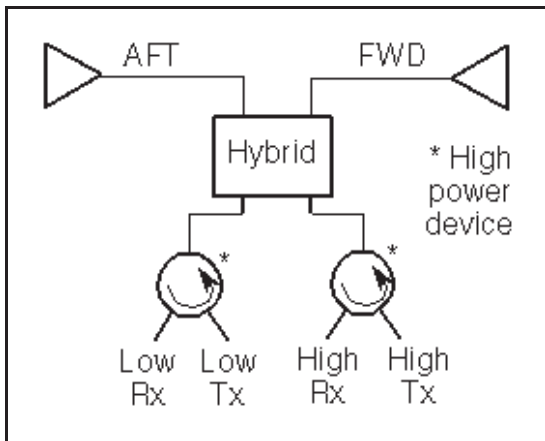 AFT
FWD
Hybrid
* High
power
device
*
*
Low
Rx
Low
Tx
High
Rx
High
Tx